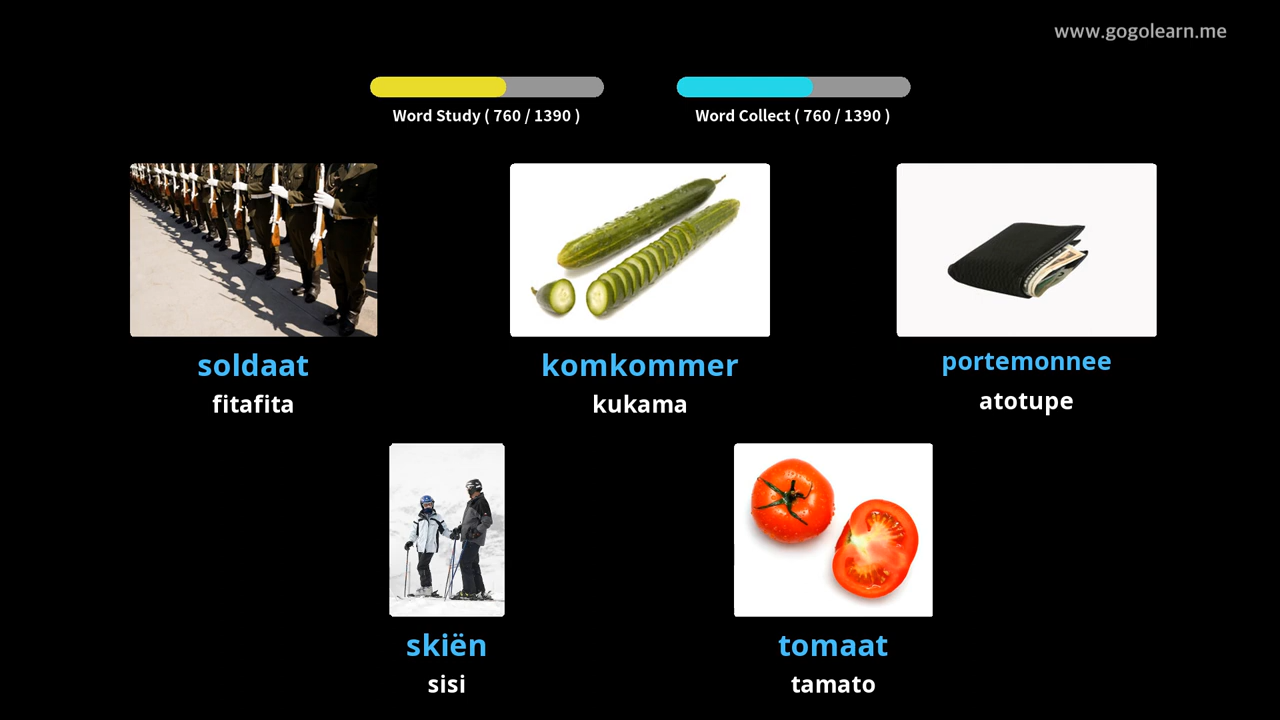 www.gogolearn.me
Word Study ( 760 / 1390 )
Word Collect ( 760 / 1390 )
soldaat
fitafita
komkommer
kukama
portemonnee
atotupe
skiën
sisi
tomaat
tamato